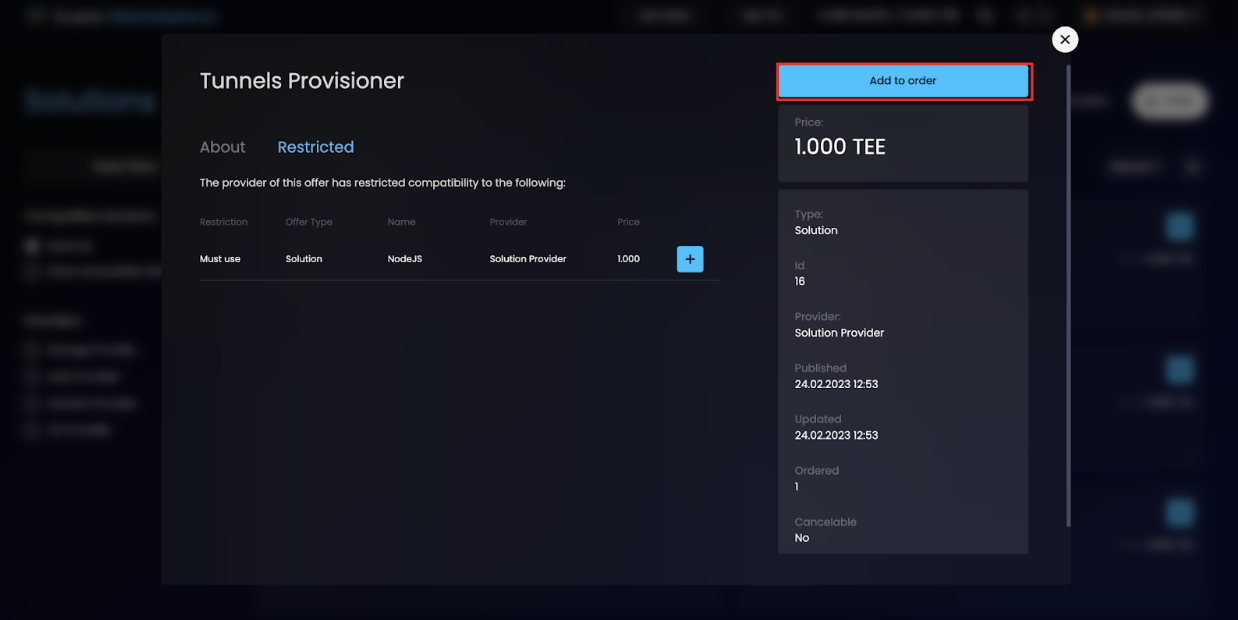 Tunnels Provisioner
Add to order
Price:
1.000 TEE
About Restricted
The provider of this offer has restricted compatibility to the following:
Restriction Offer Type Name Provider Price
Must use Solution NodeJS Solution Provider 1.000 +
Type:
Solution
Id
16
Provider:
Solution Provider
Published
24.02.2023 12:53
Updated
24.02.2023 12:53
Ordered
1
Cancelable
No
Solutions